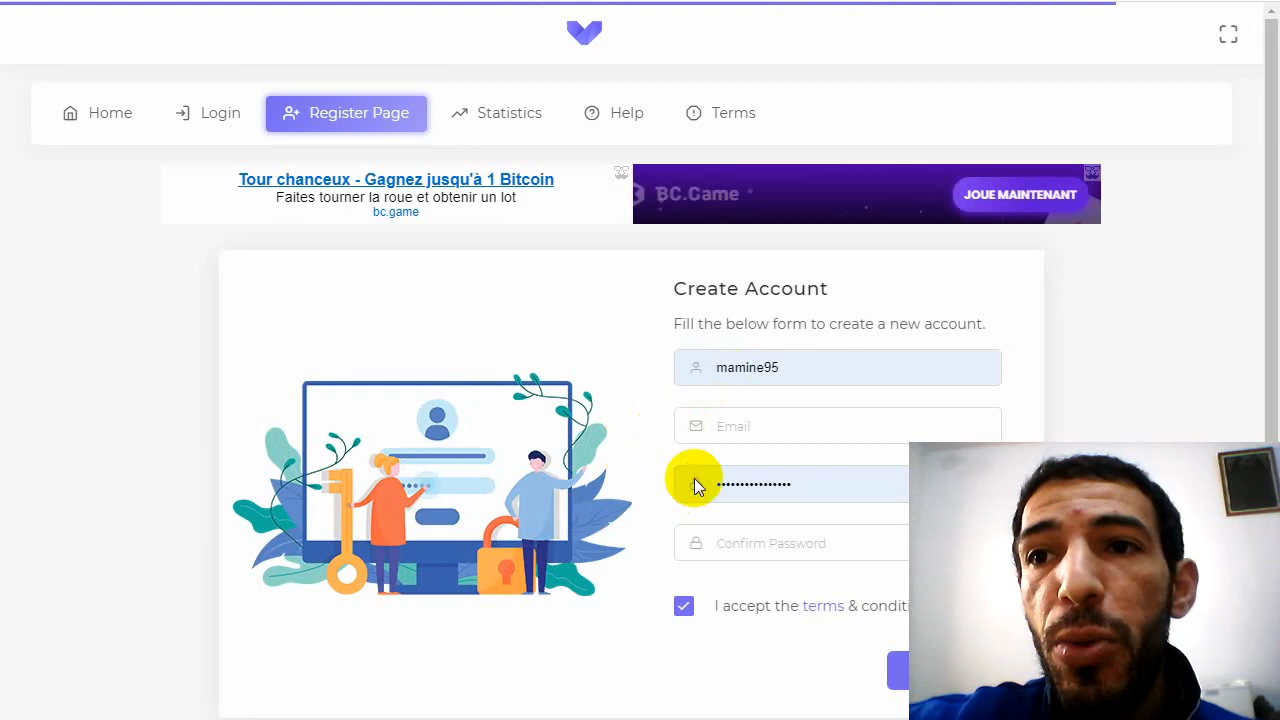 Home
Login
Register Page
Statistics
Help
Terms
Tour chanceux - Gagnez jusqu'à 1 Bitcoin
Faites tourner la roue et obtenir un lot
bc.game
BC.Game
JOUE MAINTENANT
Create Account
Fill the below form to create a new account.
mamine95
Email
••••••••••••••••
Confirm Password
I accept the terms & conditi